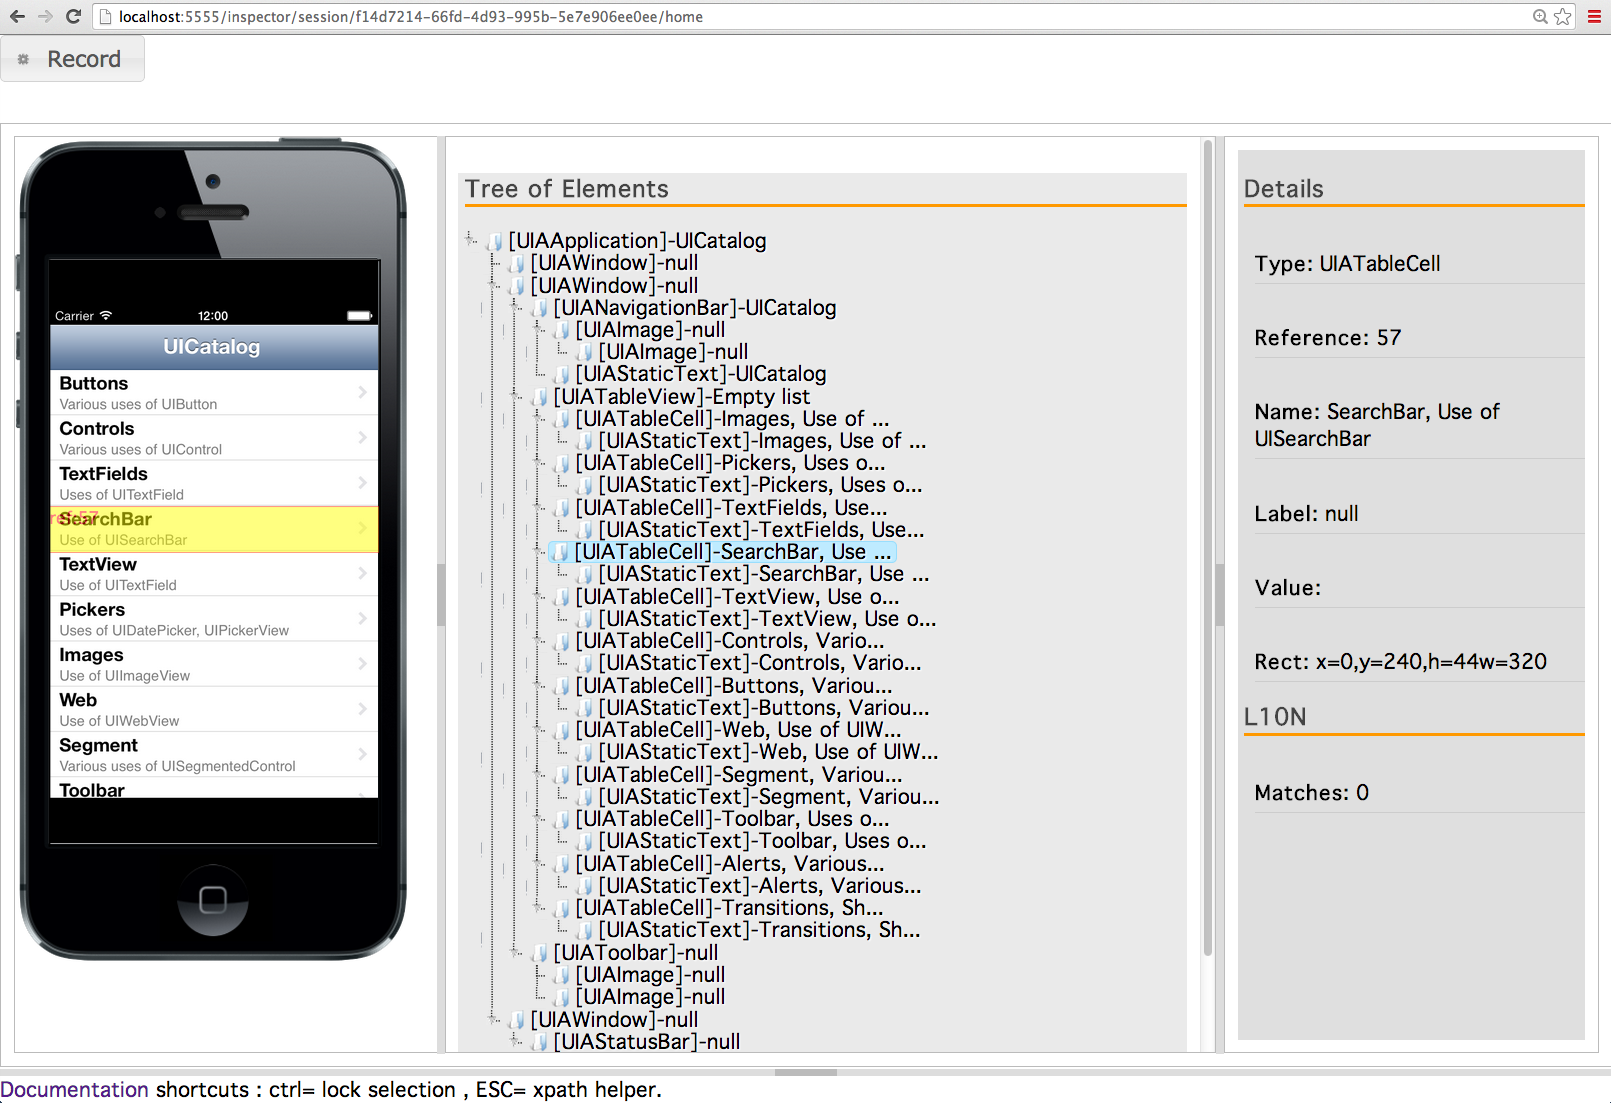 localhost:5555/inspector/session/f14d7214-66fd-4d93-995b-5e7e906ee0ee/home
Record
Carrier 12:00
UICatalog
Buttons
Various uses of UIButton
Controls
Various uses of UIControl
TextFields
Uses of UITextField
ref:57
SearchBar
Use of UISearchBar
TextView
Use of UITextField
Pickers
Uses of UIDatePicker, UIPickerView
Images
Use of UIImageView
Web
Use of UIWebView
Segment
Various uses of UISegmentedControl
Toolbar
Tree of Elements
[UIAApplication]-UICatalog
[UIAWindow]-null
[UIAWindow]-null
[UIANavigationBar]-UICatalog
[UIAImage]-null
[UIAImage]-null
[UIAStaticText]-UICatalog
[UIATableView]-Empty list
[UIATableCell]-Images, Use of ...
[UIAStaticText]-Images, Use of ...
[UIATableCell]-Pickers, Uses o...
[UIAStaticText]-Pickers, Uses o...
[UIATableCell]-TextFields, Use...
[UIAStaticText]-TextFields, Use...
[UIATableCell]-SearchBar, Use ...
[UIAStaticText]-SearchBar, Use ...
[UIATableCell]-TextView, Use o...
[UIAStaticText]-TextView, Use o...
[UIATableCell]-Controls, Vario...
[UIAStaticText]-Controls, Vario...
[UIATableCell]-Buttons, Variou...
[UIAStaticText]-Buttons, Variou...
[UIATableCell]-Web, Use of UIW...
[UIAStaticText]-Web, Use of UIW...
[UIATableCell]-Segment, Variou...
[UIAStaticText]-Segment, Variou...
[UIATableCell]-Toolbar, Uses o...
[UIAStaticText]-Toolbar, Uses o...
[UIATableCell]-Alerts, Various...
[UIAStaticText]-Alerts, Various...
[UIATableCell]-Transitions, Sh...
[UIAStaticText]-Transitions, Sh...
[UIAToolbar]-null
[UIAImage]-null
[UIAImage]-null
[UIAWindow]-null
[UIAStatusBar]-null
Details
Type: UIATableCell
Reference: 57
Name: SearchBar, Use of
UISearchBar
Label: null
Value:
Rect: x=0,y=240,h=44w=320
L10N
Matches: 0
Documentation shortcuts : ctrl= lock selection , ESC= xpath helper.